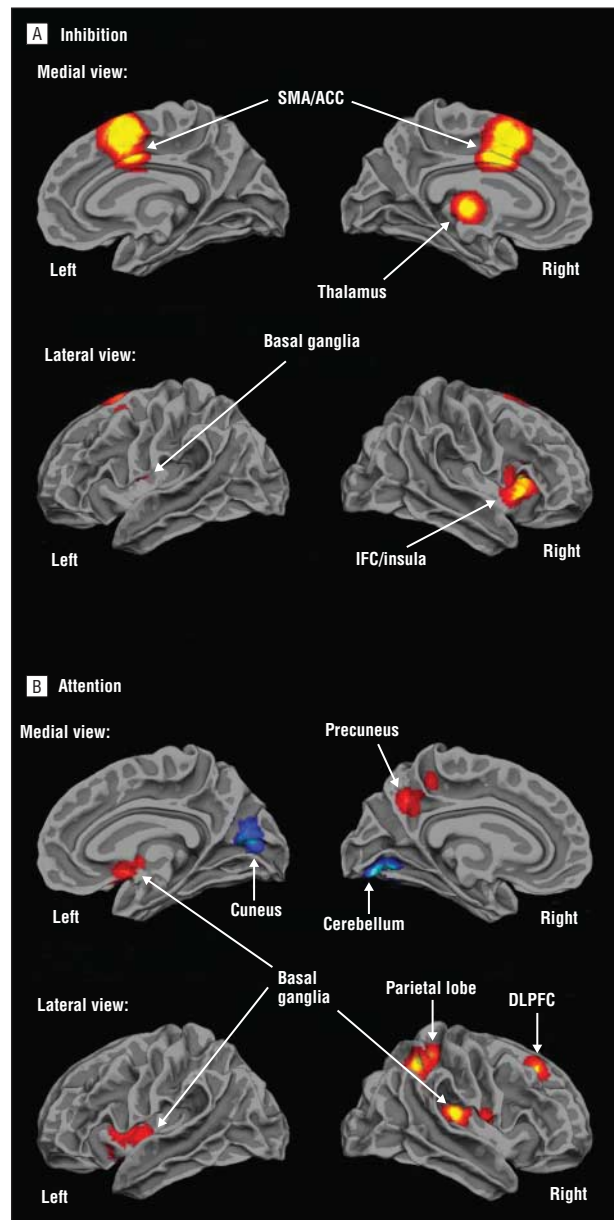 A Inhibition
Medial view:
SMA/ACC
Left
Right
Thalamus
Lateral view:
Basal ganglia
Left
IFC/insula
Right
B Attention
Medial view:
Precuneus
Left
Cuneus
Cerebellum
Right
Lateral view:
Basal
ganglia
Parietal lobe
DLPFC
Left
Right